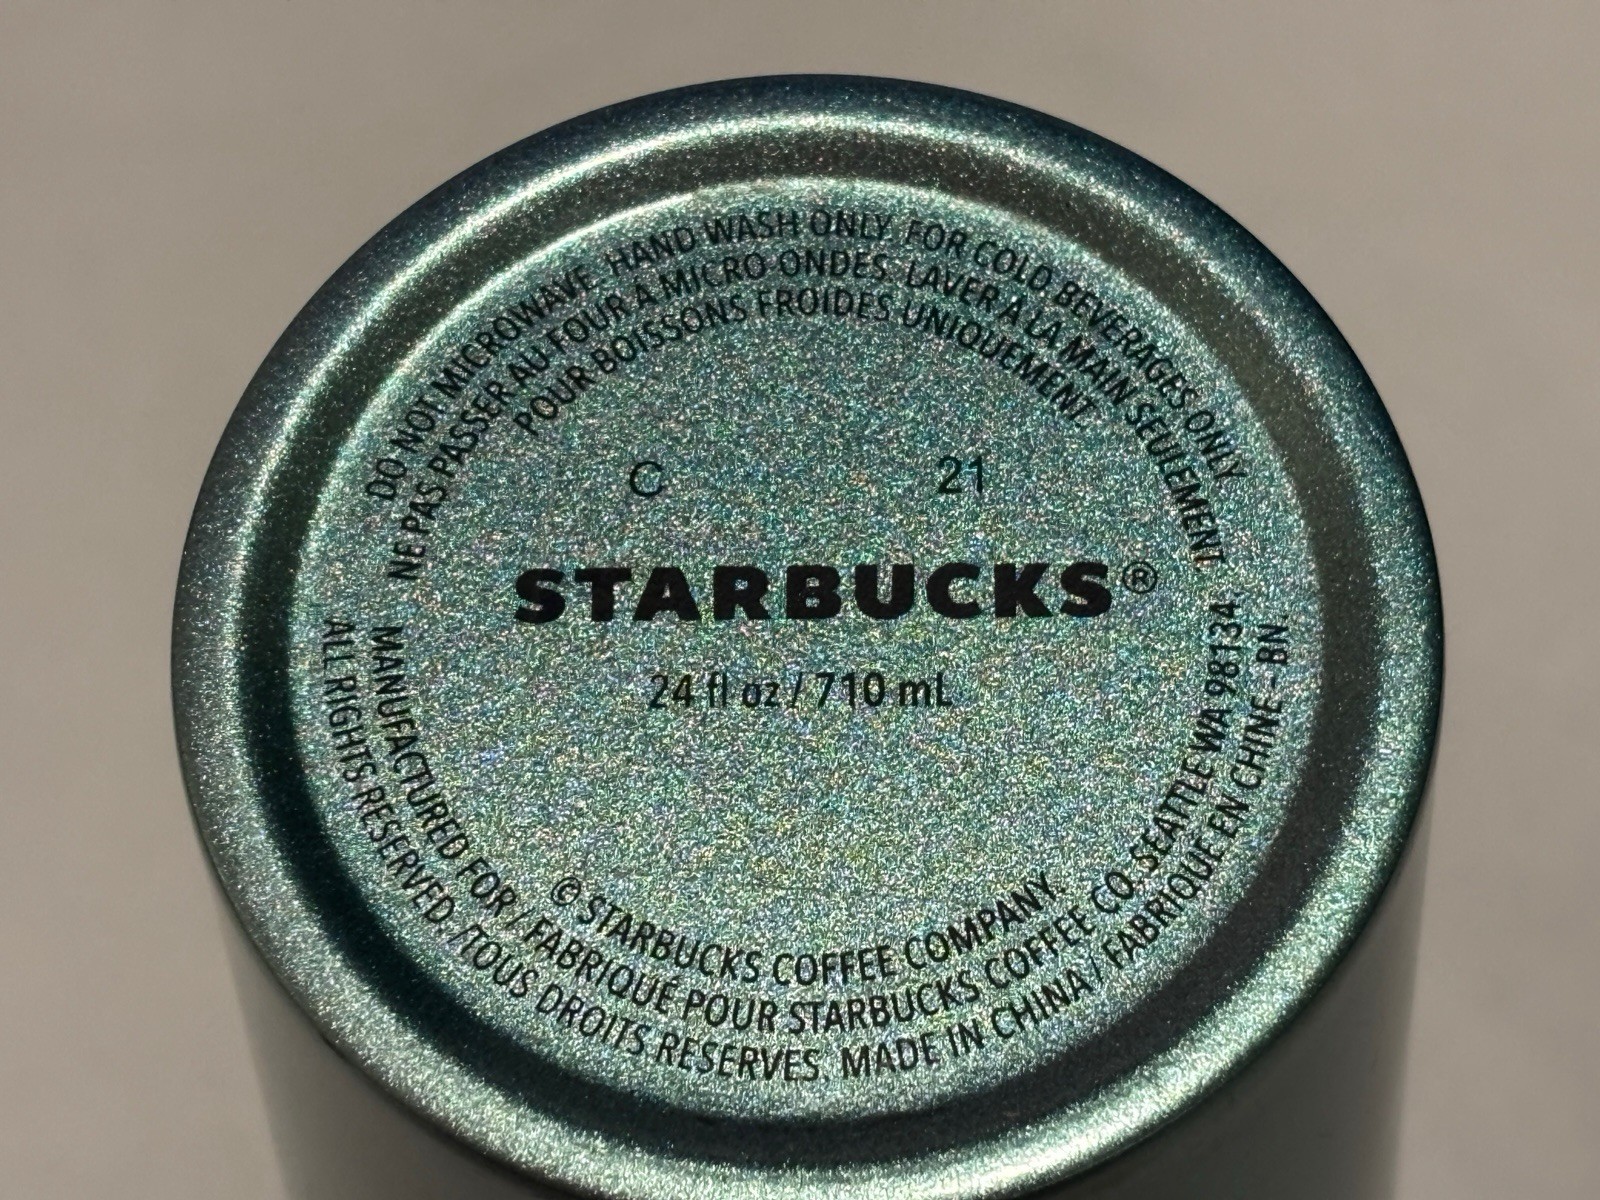 DO NOT MICROWAVE. HAND WASH ONLY. FOR COLD BEVERAGES ONLY.
NE PAS PASSER AU FOUR À MICRO-ONDES. LAVER À LA MAIN SEULEMENT
POUR BOISSONS FROIDES UNIQUEMENT.
C 21
STARBUCKS®
24 fl oz / 710 mL
© STARBUCKS COFFEE COMPANY.
MANUFACTURED FOR / FABRIQUÉ POUR STARBUCKS COFFEE CO. SEATTLE WA 98134.
ALL RIGHTS RESERVED. /TOUS DROITS RESERVES. MADE IN CHINA / FABRIQUE EN CHINE -BN